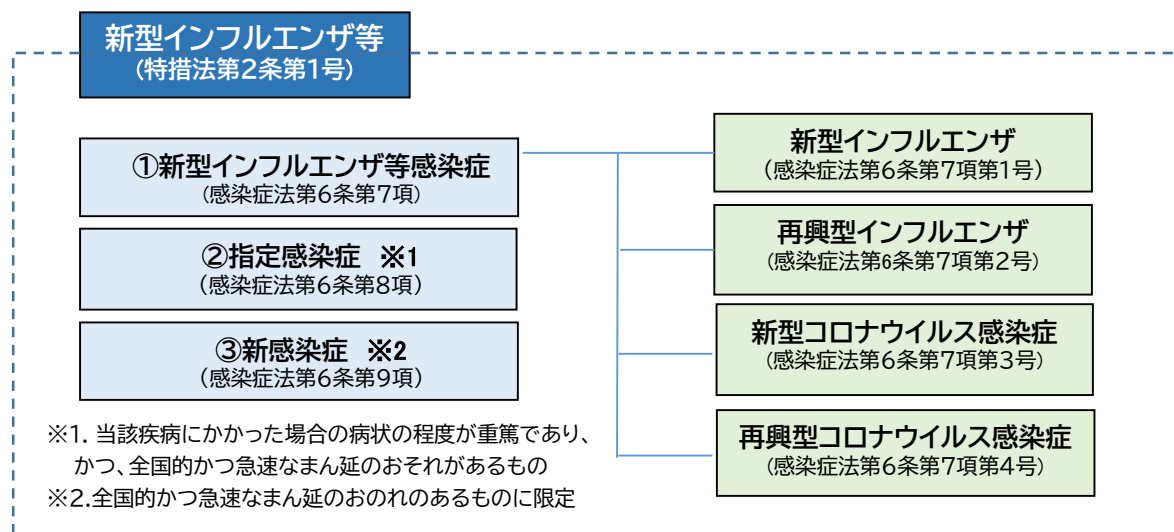 新型インフルエンザ等
(特措法第2条第1号)
①新型インフルエンザ等感染症
(感染症法第6条第7項)
②指定感染症 ※1
(感染症法第6条第8項)
③新感染症 ※2
(感染症法第6条第9項)
※1. 当該疾病にかかった場合の病状の程度が重篤であり、
かつ、全国的かつ急速なまん延のおそれがあるもの
※2.全国的かつ急速なまん延のおのれのあるものに限定
新型インフルエンザ
(感染症法第6条第7項第1号)
再興型インフルエンザ
(感染症法第6条第7項第2号)
新型コロナウイルス感染症
(感染症法第6条第7項第3号)
再興型コロナウイルス感染症
(感染症法第6条第7項第4号)